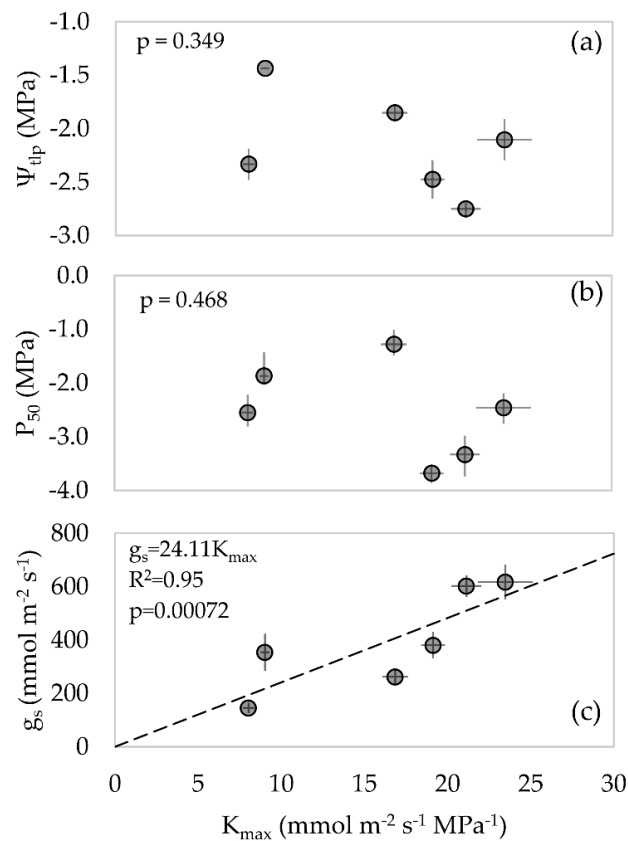 -1.0
p = 0.349
(a)
-1.5
-2.0
-2.5
-3.0
Ψtlp (MPa)
0.0
p = 0.468
(b)
-1.0
-2.0
-3.0
-4.0
P50 (MPa)
800
gs=24.11Kmax
R²=0.95
600
p=0.00072
400
200
(c)
0
gs (mmol m⁻² s⁻¹)
0 5 10 15 20 25 30
Kmax (mmol m⁻² s⁻¹ MPa⁻¹)